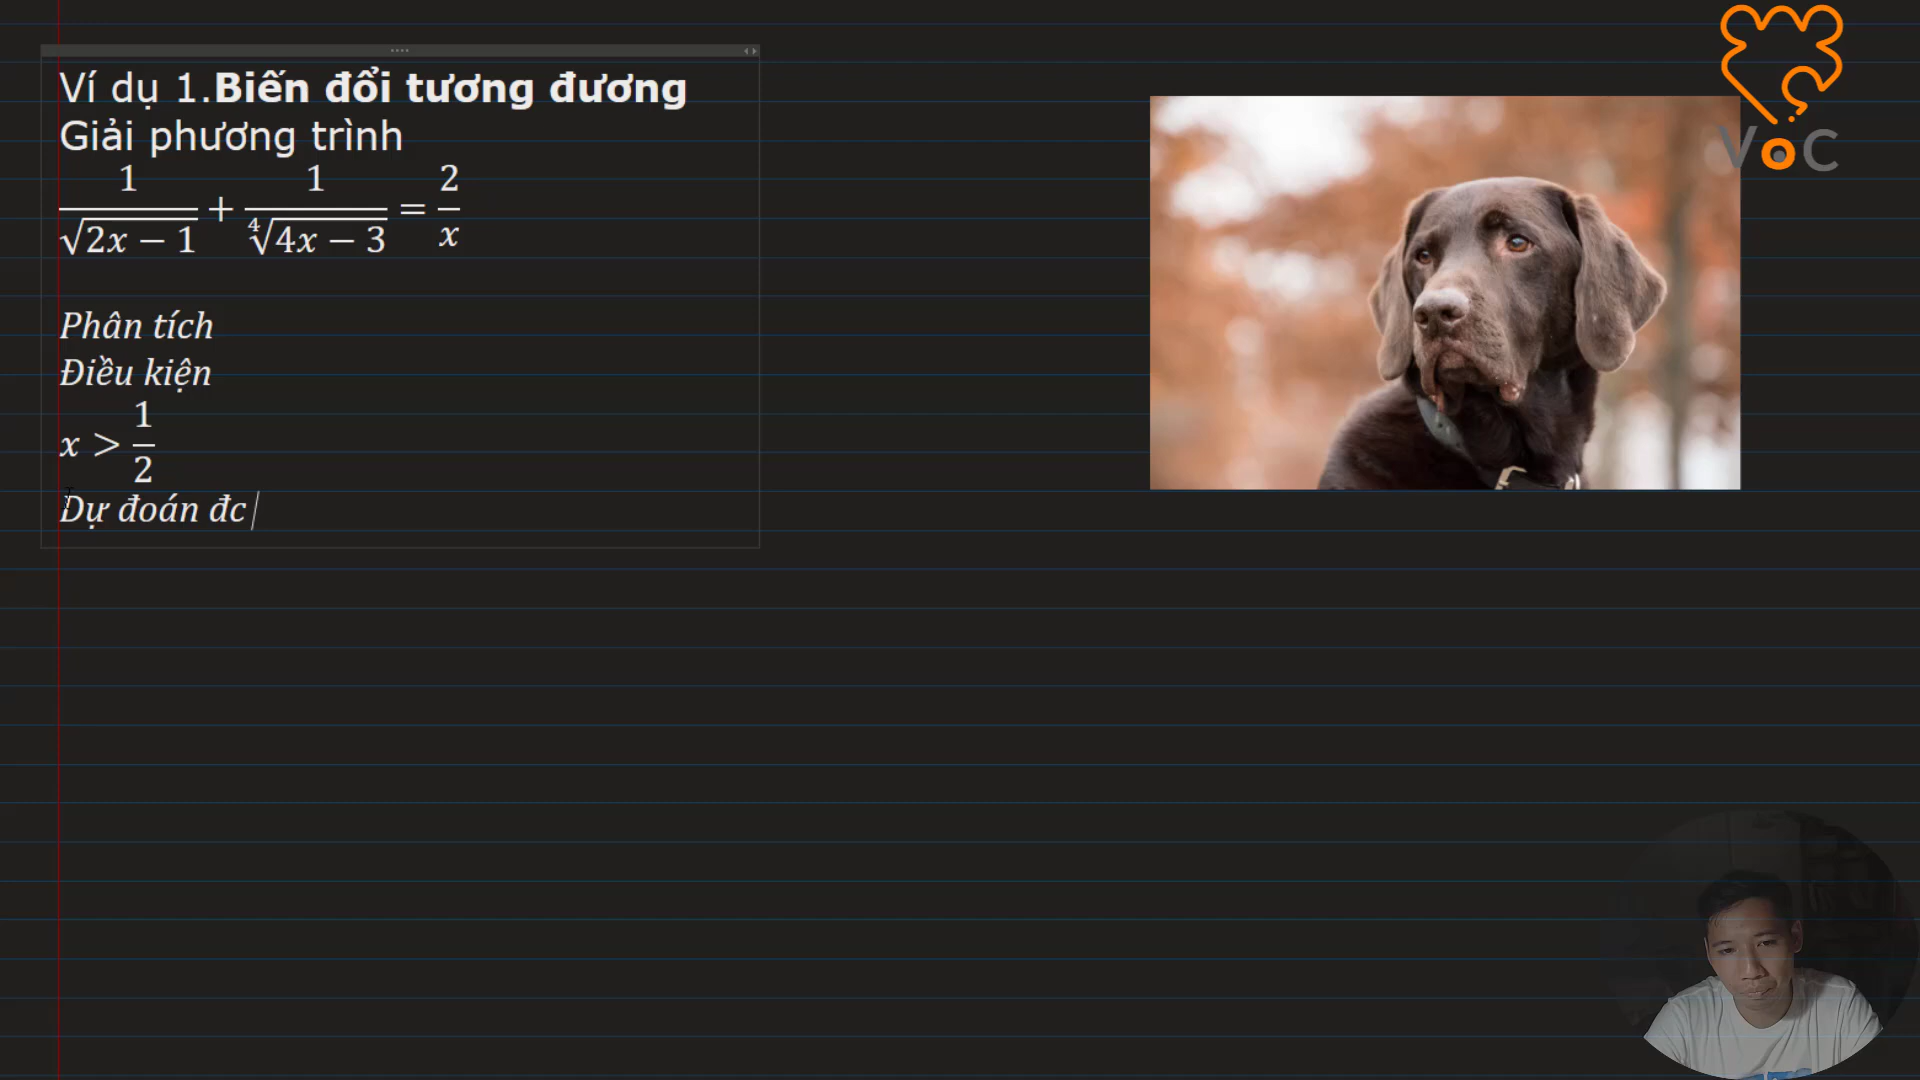 Ví dụ 1.Biến đổi tương đương
Giải phương trình
1/√(2x − 1) + 1/∜(4x − 3) = 2/x
Phân tích
Điều kiện
x > 1/2
Dự đoán đc
VoC